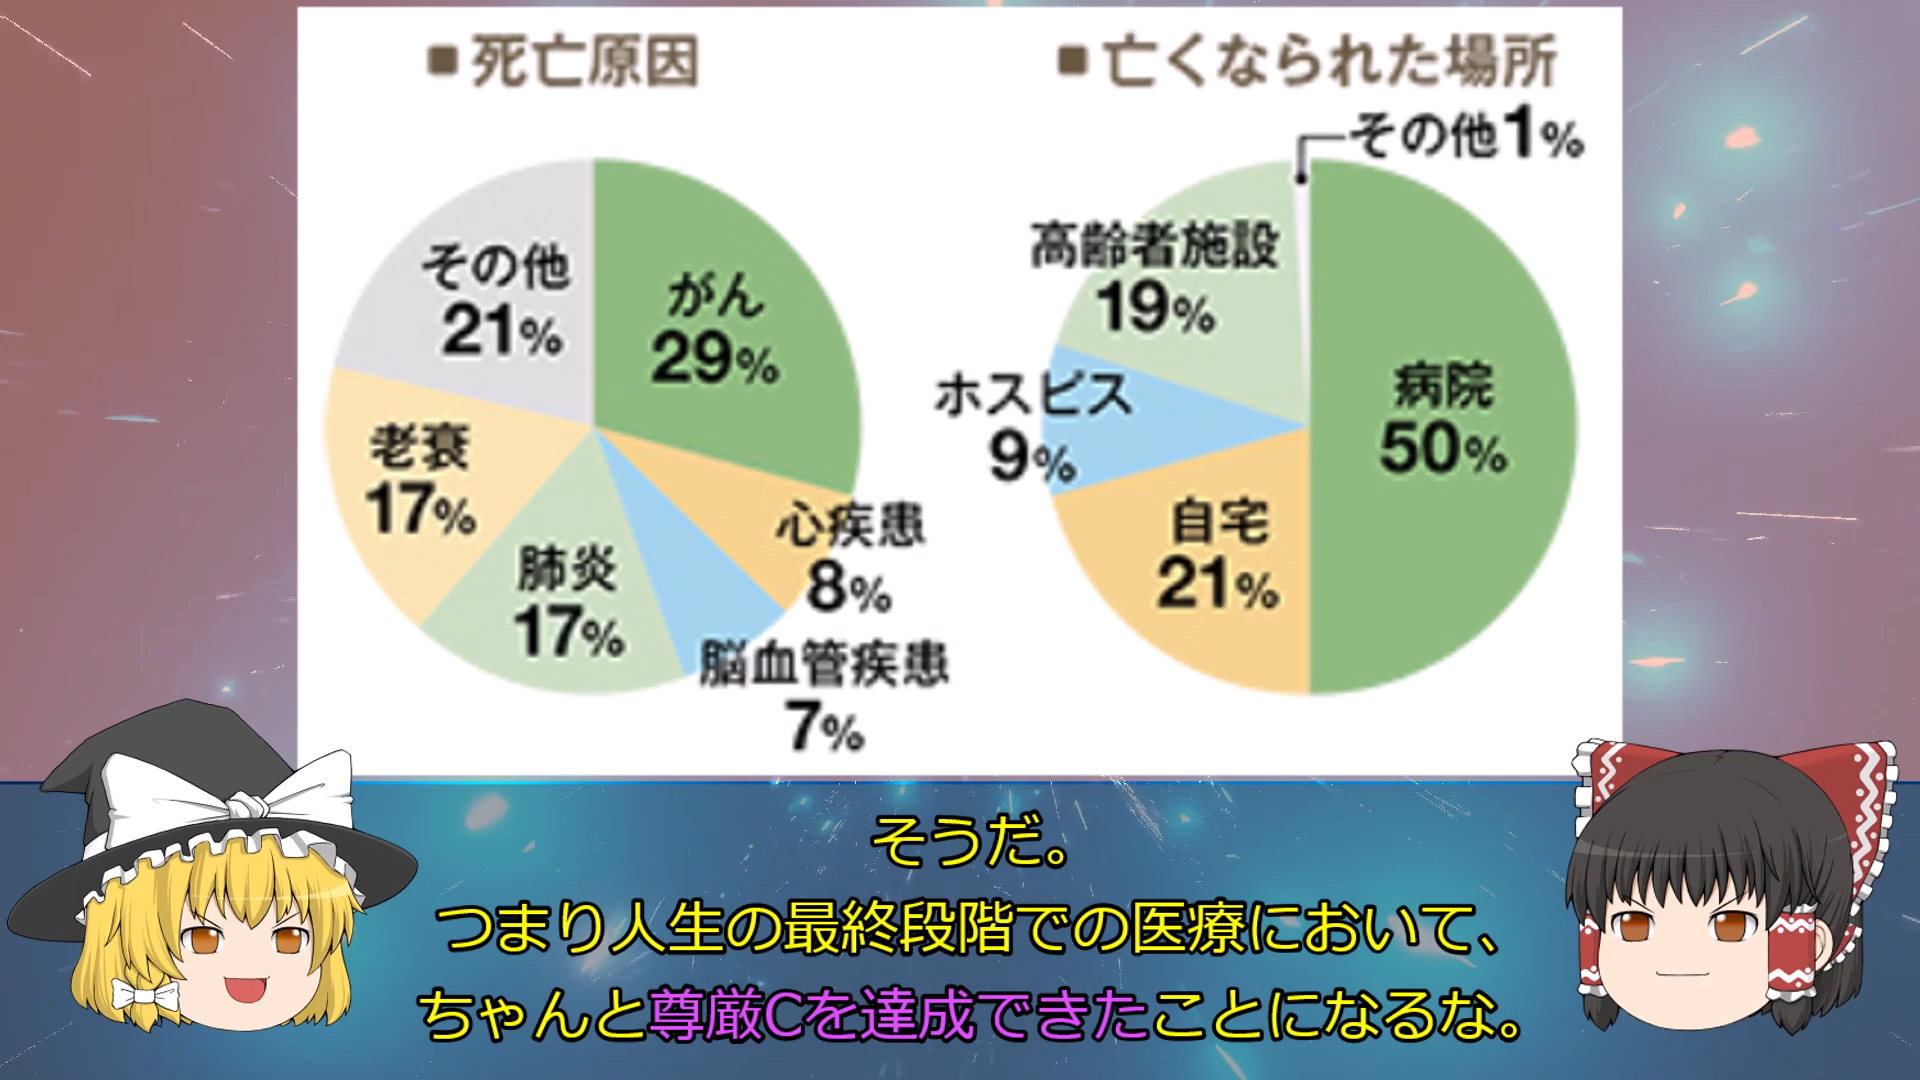 ■死亡原因
がん
29%
心疾患
8%
脳血管疾患
7%
肺炎
17%
老衰
17%
その他
21%
■亡くなられた場所
その他1%
病院
50%
自宅
21%
ホスピス
9%
高齢者施設
19%
そうだ。
つまり人生の最終段階での医療において、
ちゃんと尊厳Cを達成できたことになるな。